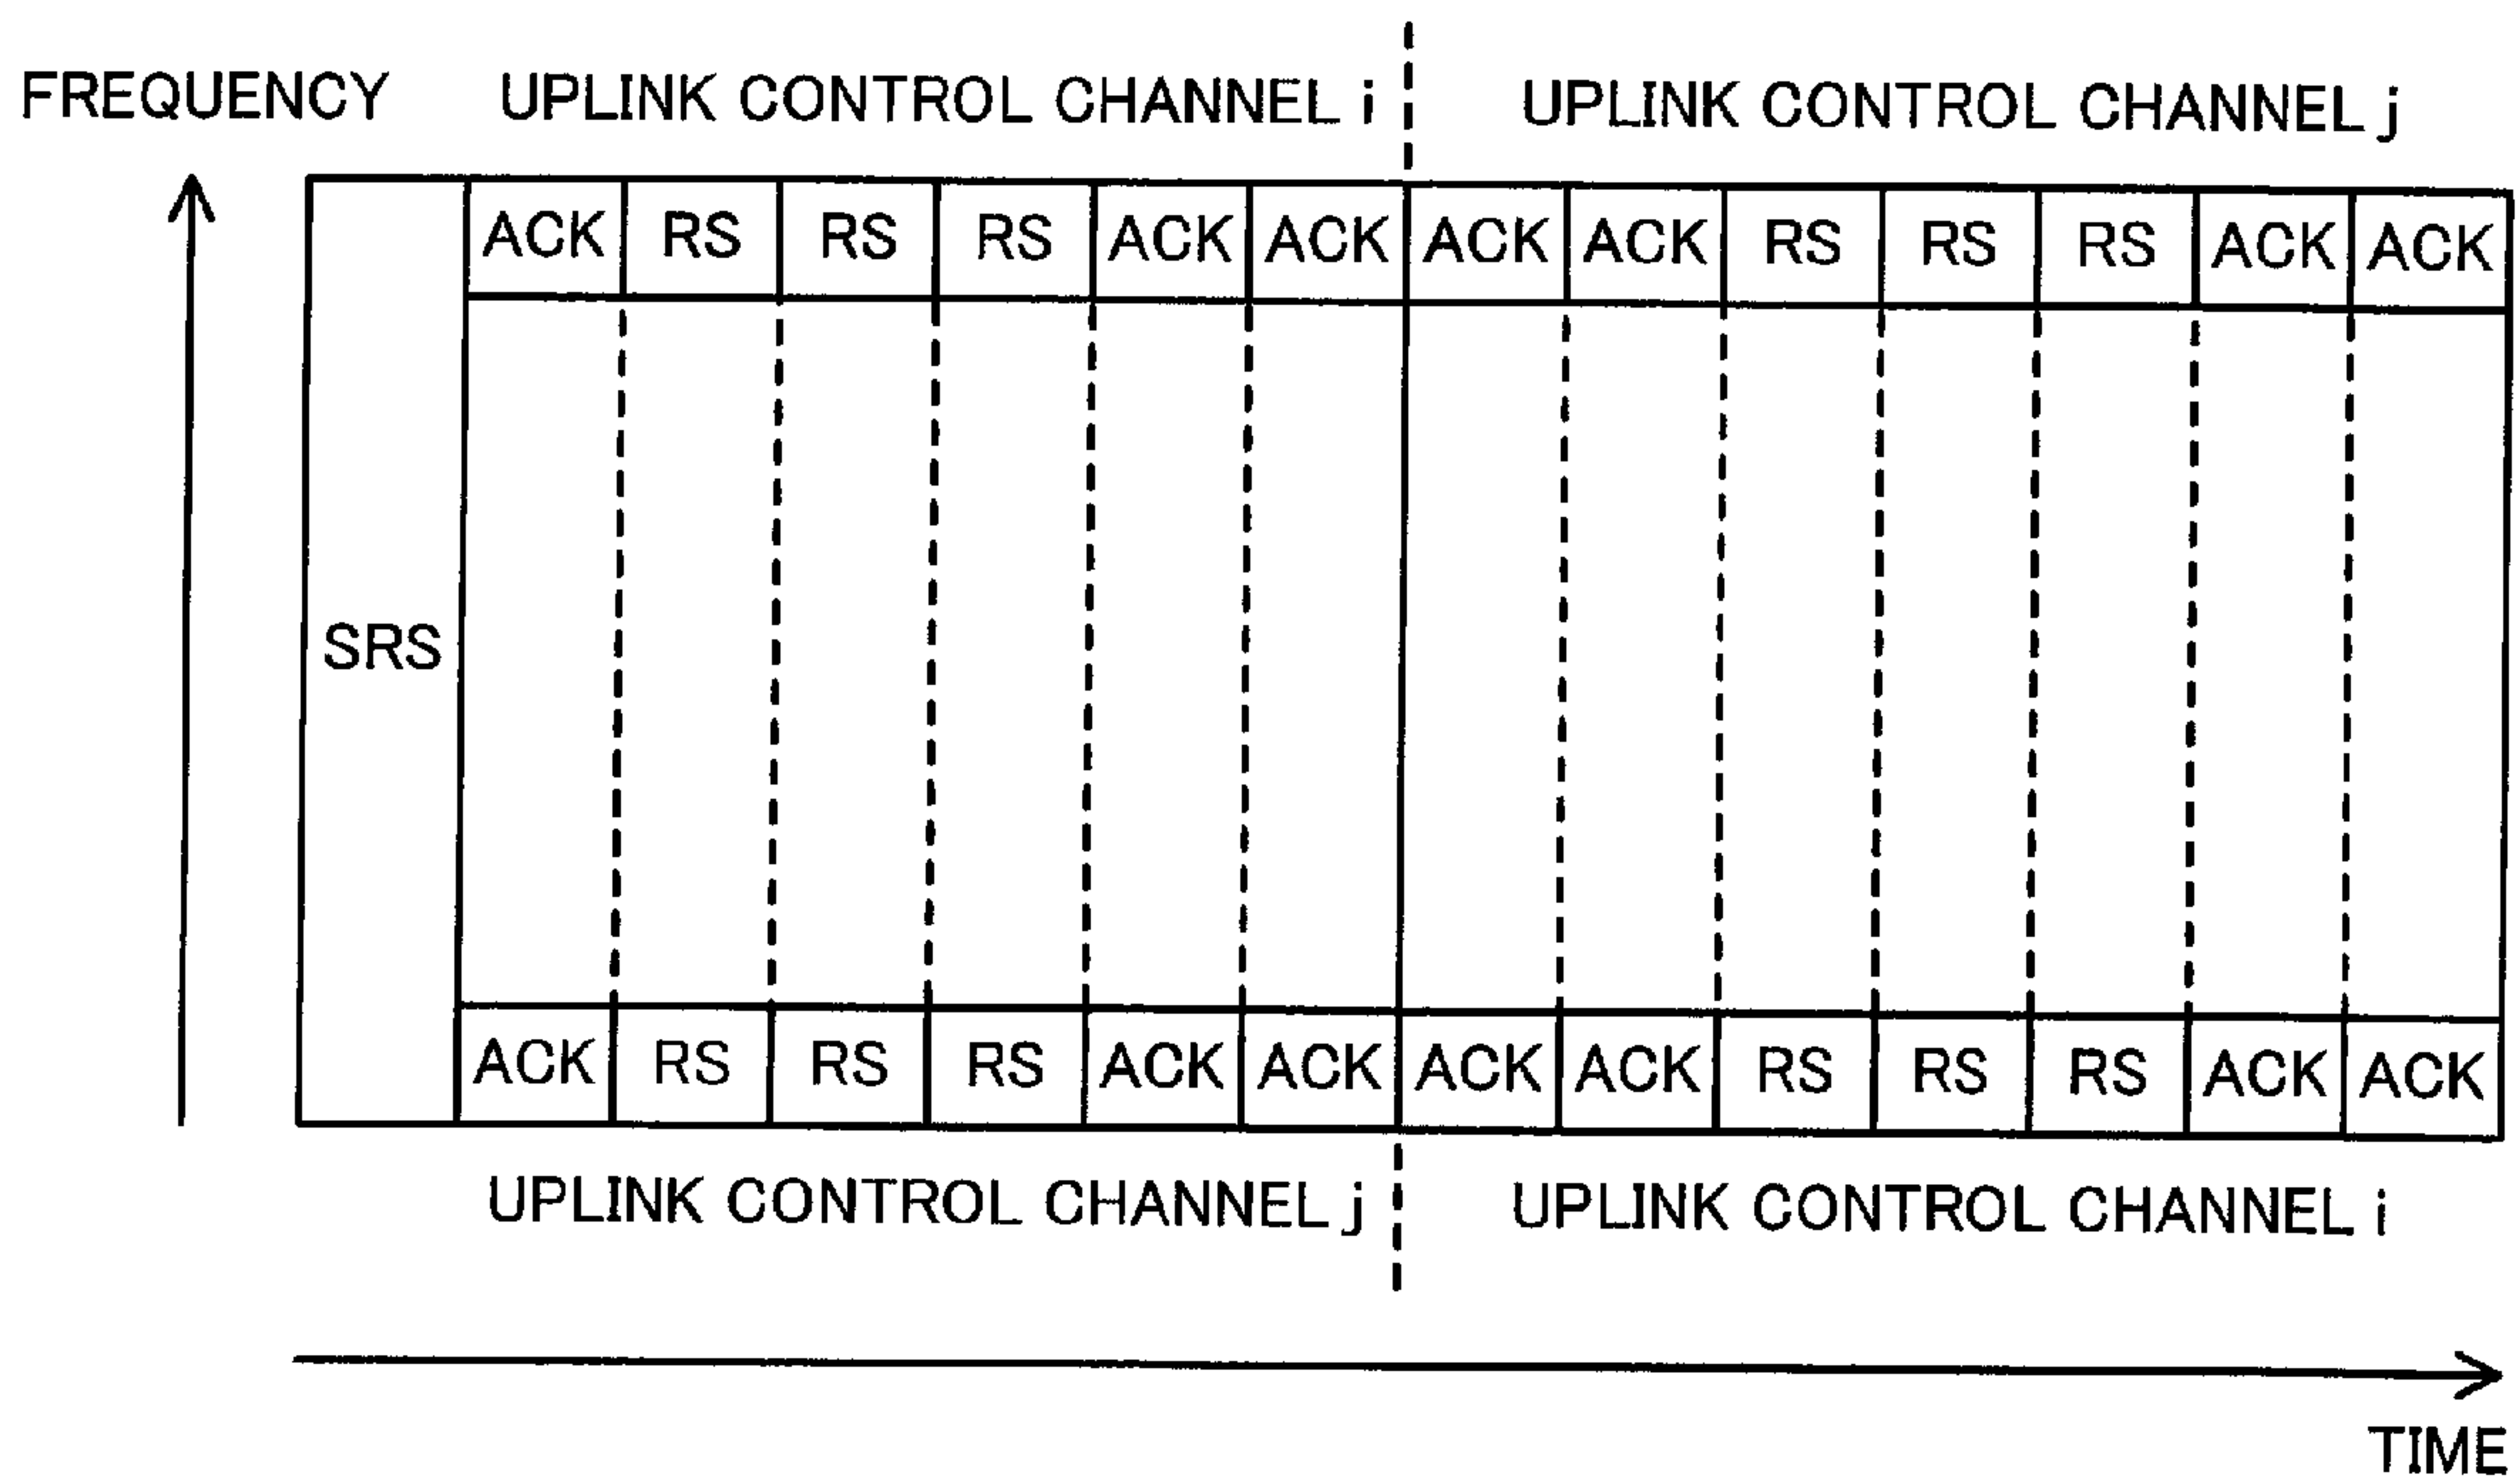 FREQUENCY UPLINK CONTROL CHANNEL i UPLINK CONTROL CHANNEL j
ACK RS RS RS ACK ACK ACK ACK RS RS RS ACK ACK
SRS
ACK RS RS RS ACK ACK ACK ACK RS RS RS ACK ACK
UPLINK CONTROL CHANNEL j UPLINK CONTROL CHANNEL i
TIME